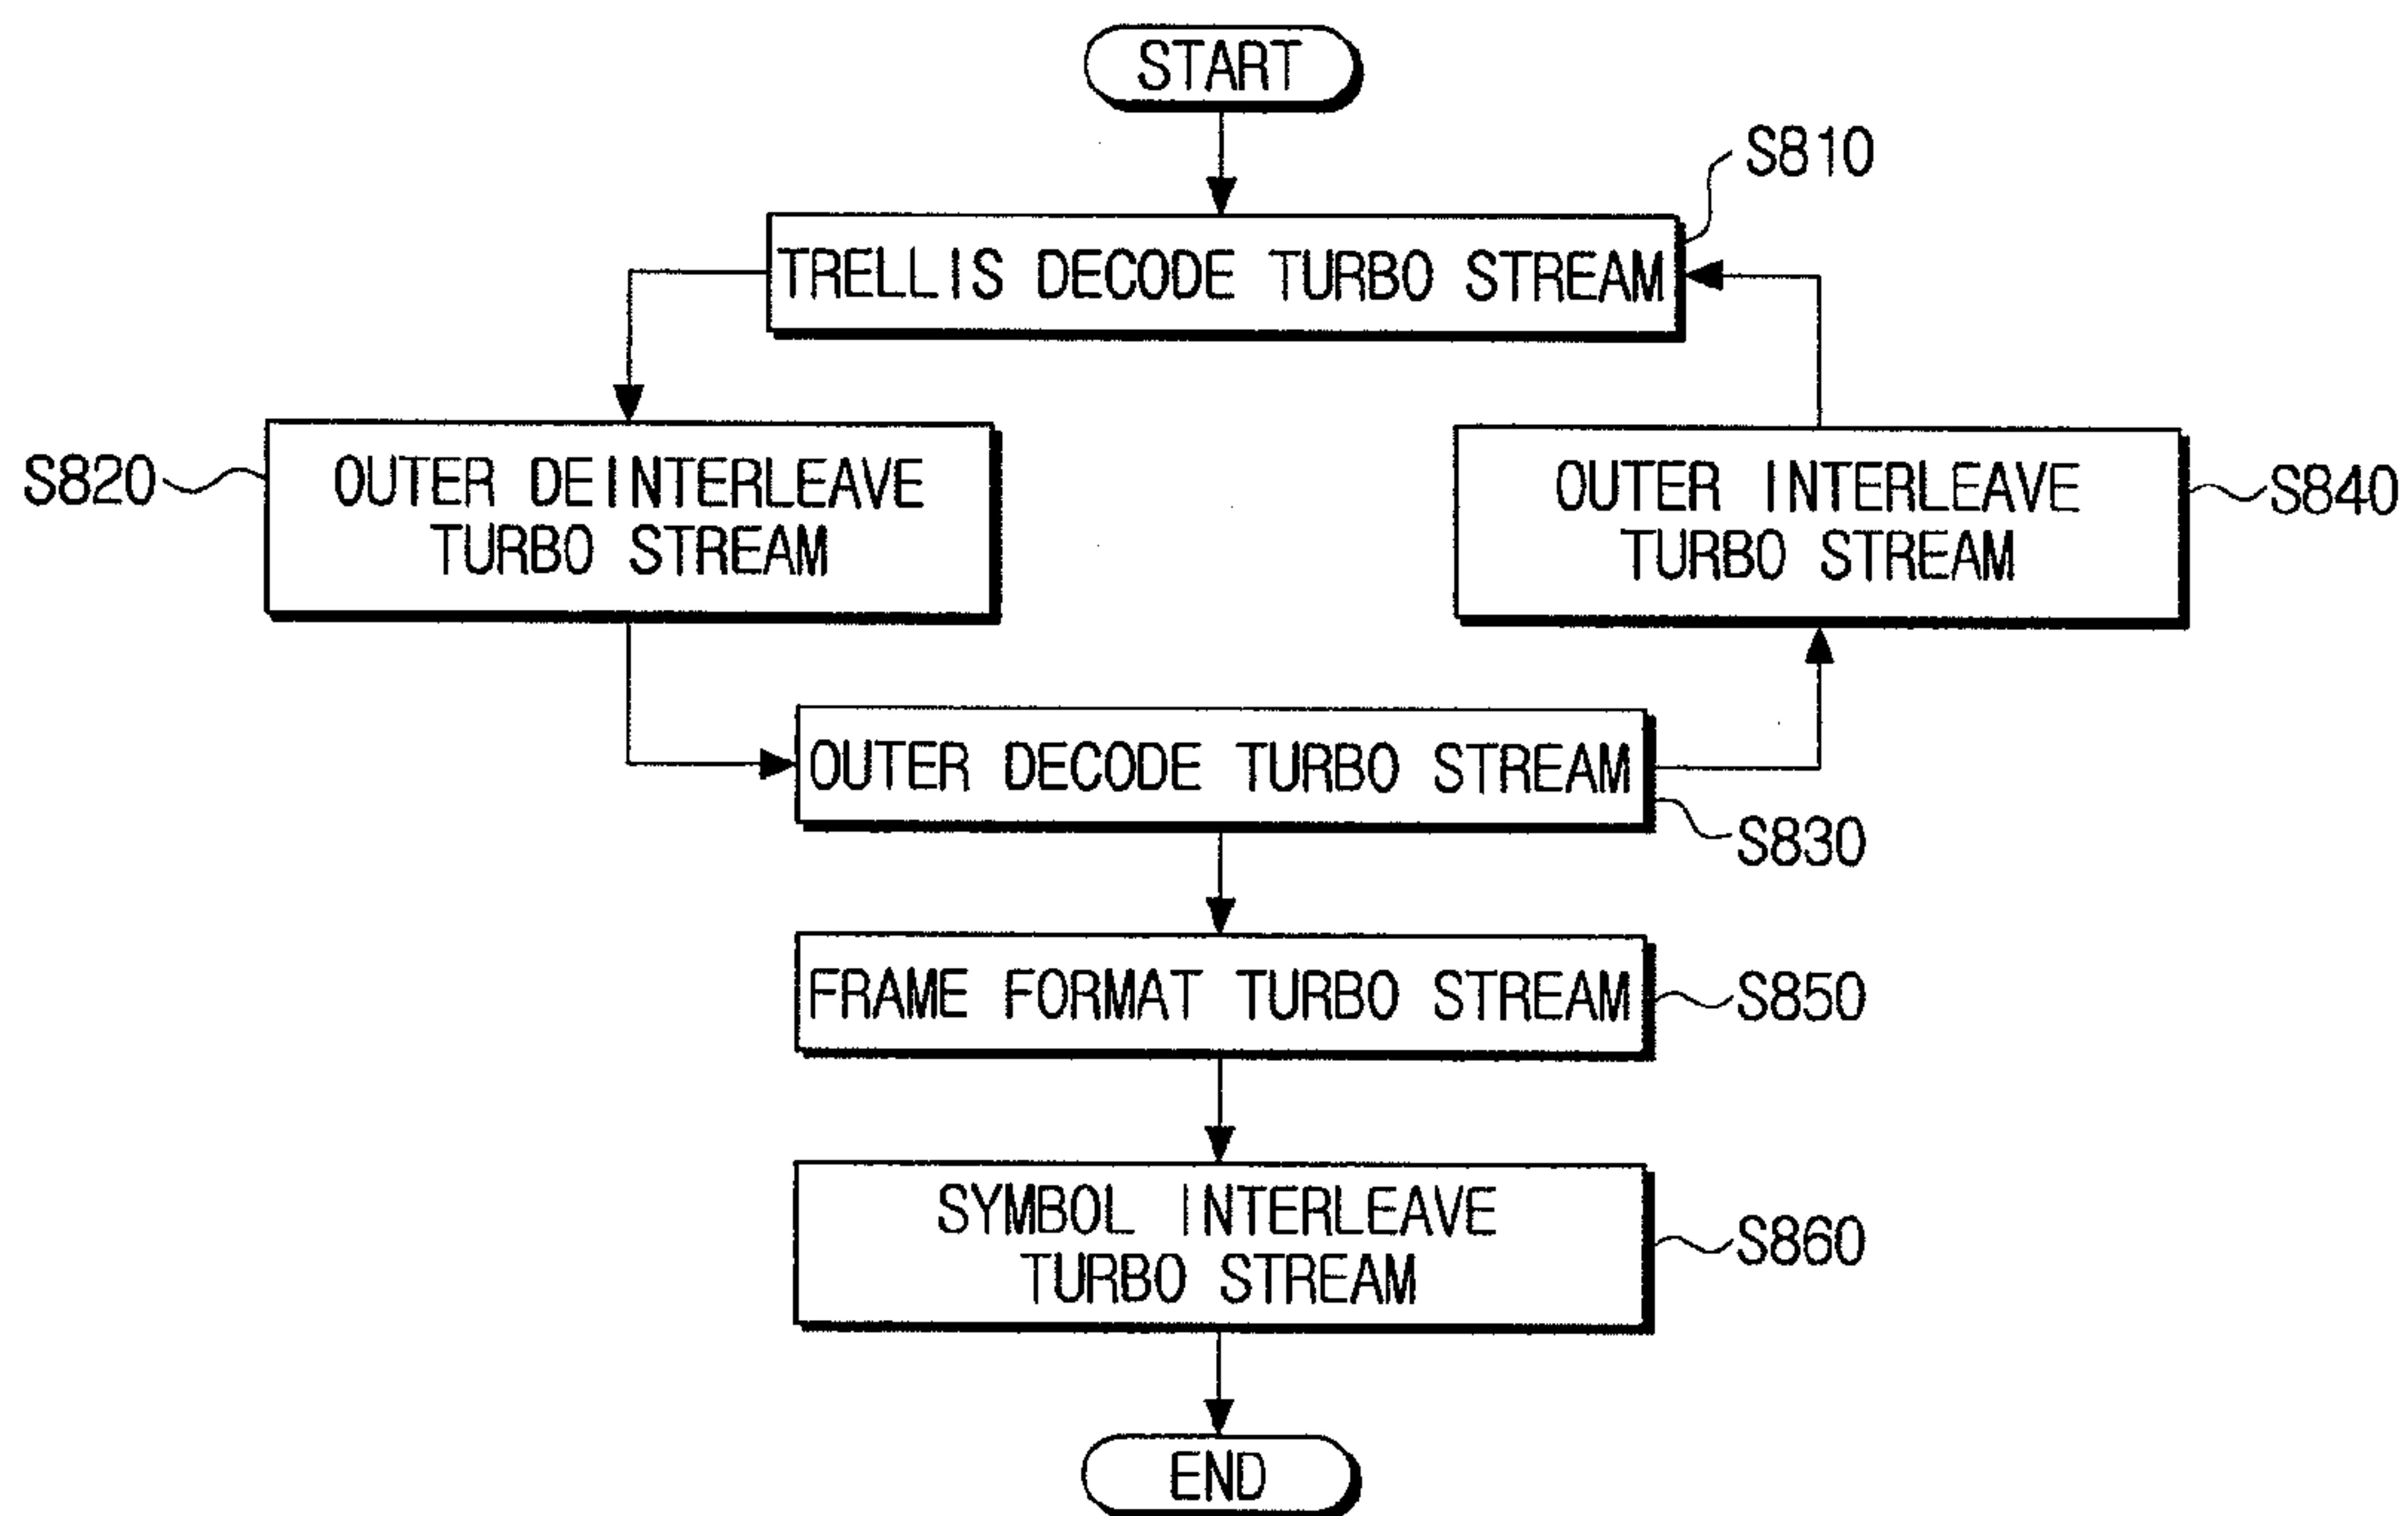 START
S810
TRELLIS DECODE TURBO STREAM
S820
OUTER DEINTERLEAVE
TURBO STREAM
OUTER INTERLEAVE
TURBO STREAM
S840
OUTER DECODE TURBO STREAM
S830
FRAME FORMAT TURBO STREAM
S850
SYMBOL INTERLEAVE
TURBO STREAM
S860
END